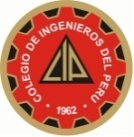 COLEGIO DE INGENIEROS DEL PERU
CIP
• 1962 •